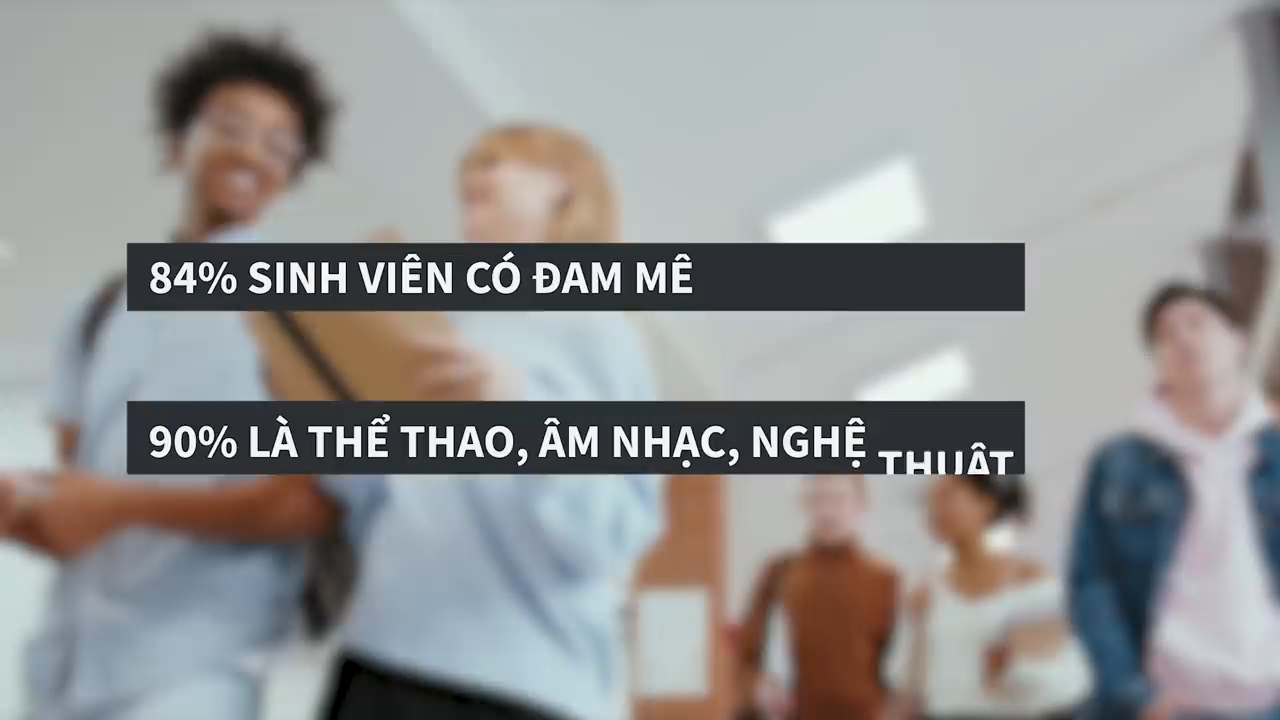 84% SINH VIÊN CÓ ĐAM MÊ
90% LÀ THỂ THAO, ÂM NHẠC, NGHỆ THUẬT